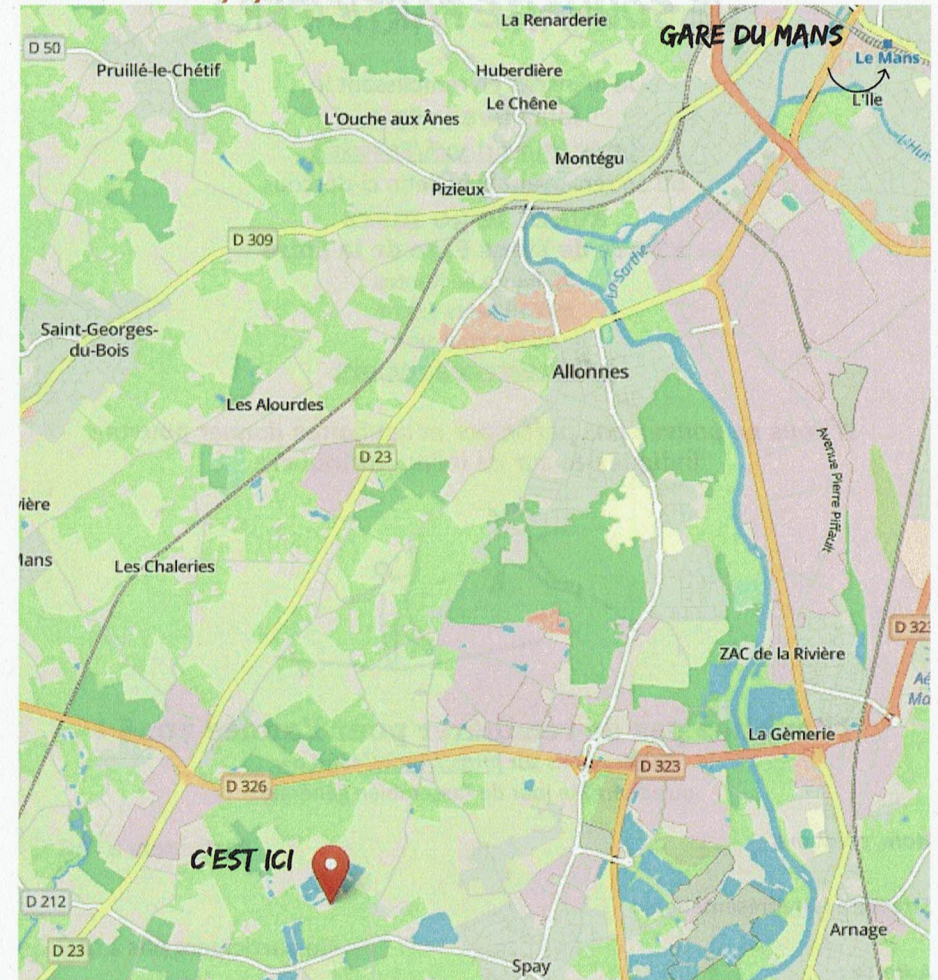 La Renarderie
GARE DU MANS
D 50
Le Mans
Pruillé-le-Chétif
Huberdière
Le Chêne
L'Ile
L'Ouche aux Ânes
Montégu
Pizieux
D 309
La Sarthe
Saint-Georges-
du-Bois
Allonnes
Les Alourdes
D 23
Avenue Pierre Piffault
ière
Mans
Les Chaleries
D 323
ZAC de la Rivière
La Gèmerie
D 323
D 326
C'EST ICI
D 212
Arnage
D 23
Spay